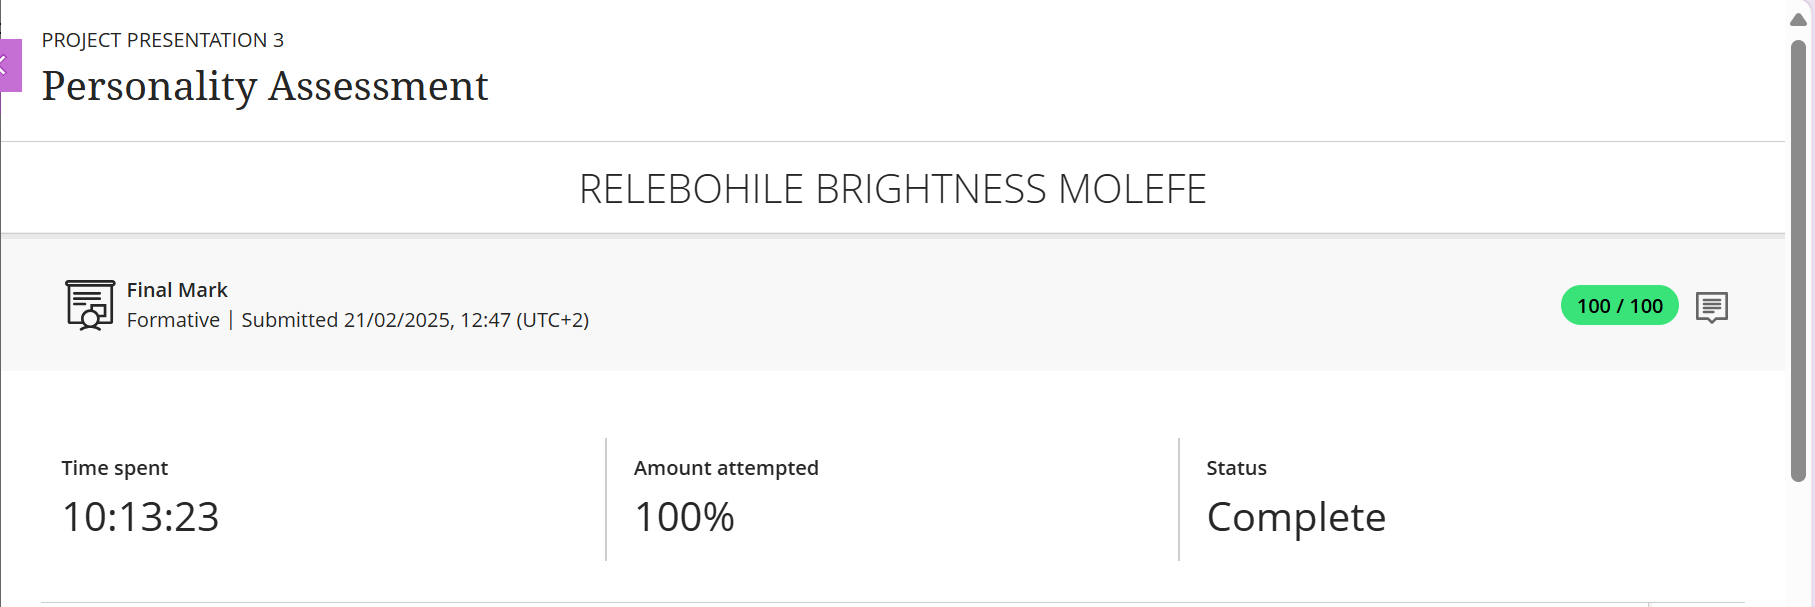 PROJECT PRESENTATION 3
Personality Assessment
RELEBOHILE BRIGHTNESS MOLEFE
Final Mark
Formative | Submitted 21/02/2025, 12:47 (UTC+2)
100 / 100
Time spent
10:13:23
Amount attempted
100%
Status
Complete